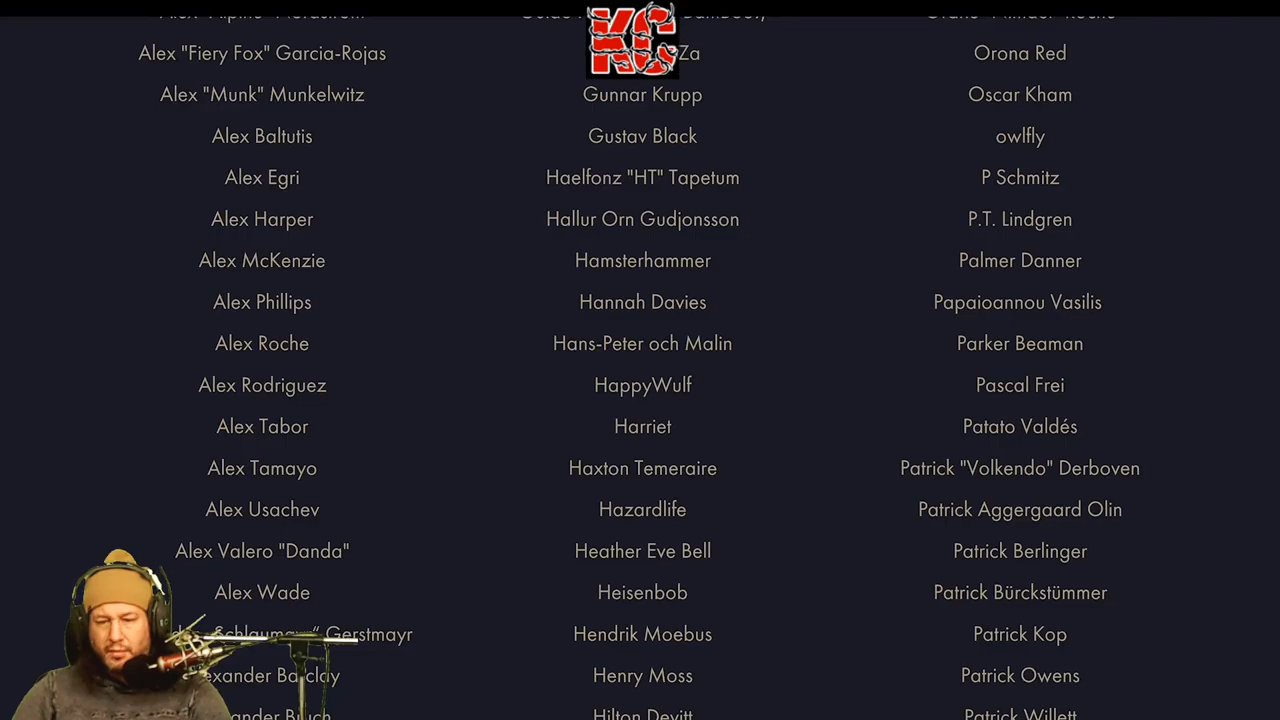 KC
Alex "Fiery Fox" Garcia-Rojas
Alex "Munk" Munkelwitz
Alex Baltutis
Alex Egri
Alex Harper
Alex McKenzie
Alex Phillips
Alex Roche
Alex Rodriguez
Alex Tabor
Alex Tamayo
Alex Usachev
Alex Valero "Danda"
Alex Wade
Gerstmayr
Za
Gunnar Krupp
Gustav Black
Haelfonz "HT" Tapetum
Hallur Orn Gudjonsson
Hamsterhammer
Hannah Davies
Hans-Peter och Malin
HappyWulf
Harriet
Haxton Temeraire
Hazardlife
Heather Eve Bell
Heisenbob
Hendrik Moebus
Henry Moss
Hilton Devitt
Orona Red
Oscar Kham
owlfly
P Schmitz
P.T. Lindgren
Palmer Danner
Papaioannou Vasilis
Parker Beaman
Pascal Frei
Patato Valdés
Patrick "Volkendo" Derboven
Patrick Aggergaard Olin
Patrick Berlinger
Patrick Bürckstümmer
Patrick Kop
Patrick Owens
Patrick Willett